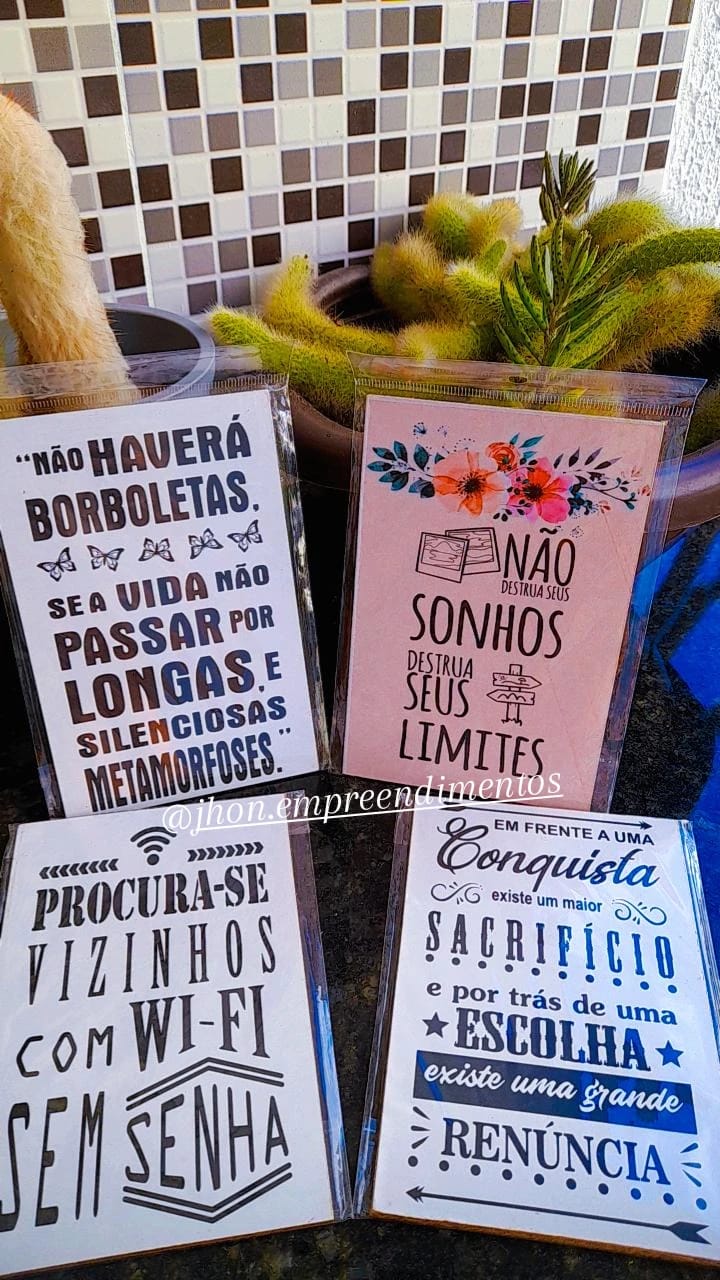 “NÃO HAVERÁ
BORBOLETAS,
SE A VIDA NÃO
PASSAR POR
LONGAS, E
SILENCIOSAS
METAMORFOSES.”
NÃO
DESTRUA SEUS
SONHOS
DESTRUA
SEUS
LIMITES
@jhon.empreendimentos
PROCURA-SE
VIZINHOS
COM WI-FI
SEM SENHA
EM FRENTE A UMA
Conquista
existe um maior
SACRIFÍCIO
e por trás de uma
ESCOLHA
existe uma grande
RENÚNCIA